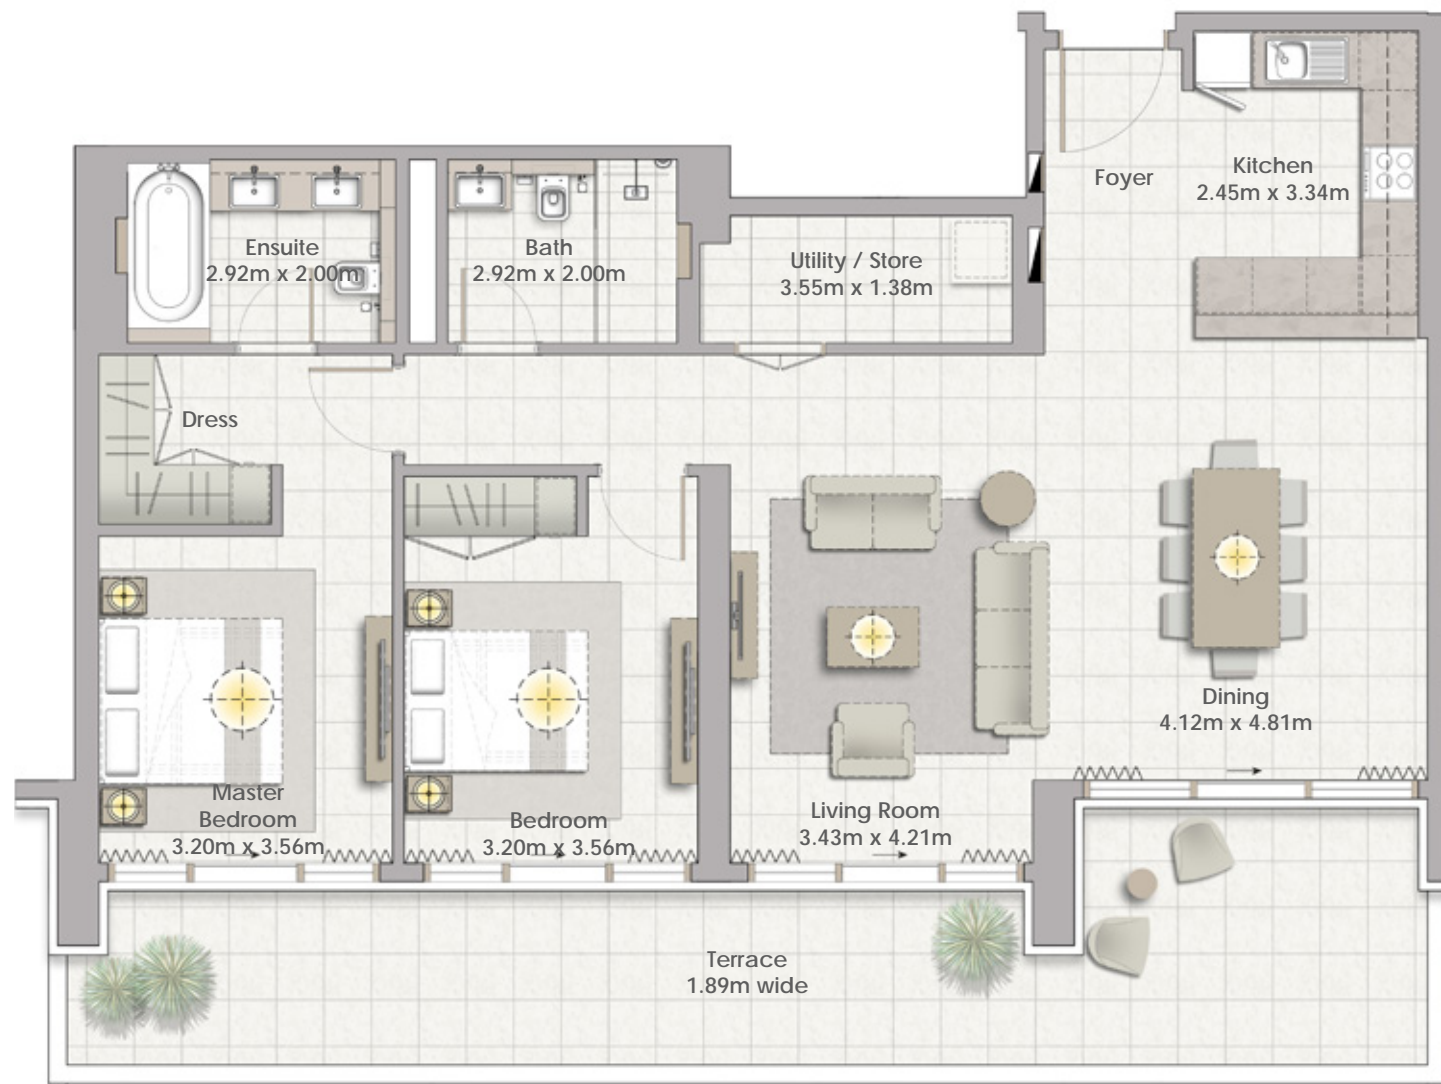 Foyer
Kitchen
2.45m x 3.34m
Ensuite
2.92m x 2.00m
Bath
2.92m x 2.00m
Utility / Store
3.55m x 1.38m
Dress
Dining
4.12m x 4.81m
Master
Bedroom
3.20m x 3.56m
Bedroom
3.20m x 3.56m
Living Room
3.43m x 4.21m
Terrace
1.89m wide